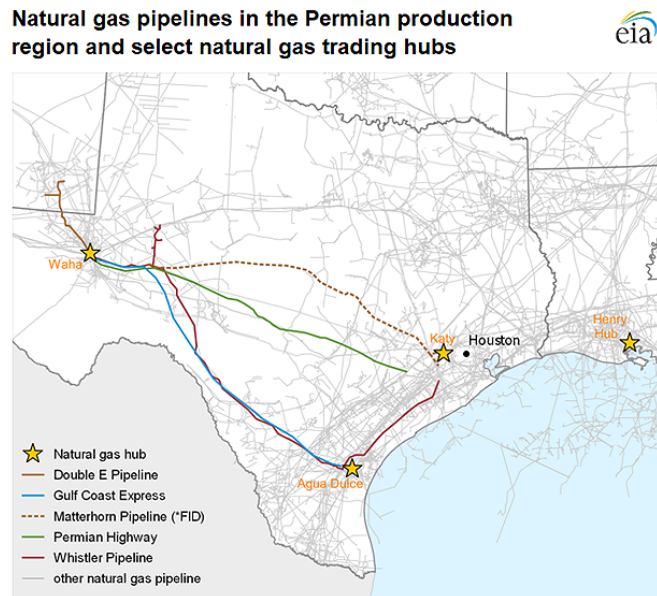 Natural gas pipelines in the Permian production
region and select natural gas trading hubs
eia
Waha
Katy
Houston
Henry
Hub
Agua Dulce
Natural gas hub
Double E Pipeline
Gulf Coast Express
Matterhorn Pipeline (*FID)
Permian Highway
Whistler Pipeline
other natural gas pipeline